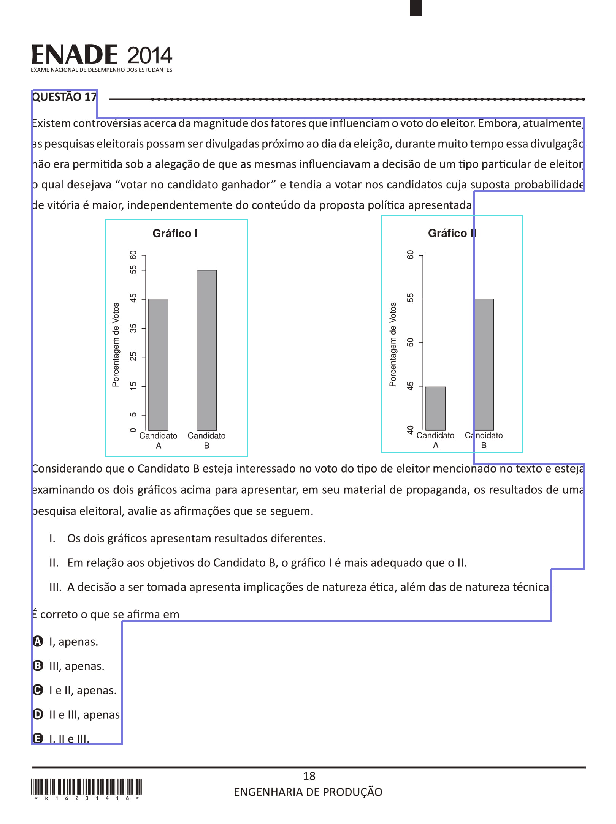 ENADE 2014
EXAME NACIONAL DE DESEMPENHO DOS ESTUDANTES
QUESTÃO 17
Existem controvérsias acerca da magnitude dos fatores que influenciam o voto do eleitor. Embora, atualmente,
as pesquisas eleitorais possam ser divulgadas próximo ao dia da eleição, durante muito tempo essa divulgação
não era permitida sob a alegação de que as mesmas influenciavam a decisão de um tipo particular de eleitor,
o qual desejava “votar no candidato ganhador” e tendia a votar nos candidatos cuja suposta probabilidade
de vitória é maior, independentemente do conteúdo da proposta política apresentada.
Gráfico I
Porcentagem de Votos
60
55
45
35
25
15
5
0
Candidato A
Candidato B
Gráfico II
Porcentagem de Votos
60
55
50
45
40
Candidato A
Candidato B
Considerando que o Candidato B esteja interessado no voto do tipo de eleitor mencionado no texto e esteja
examinando os dois gráficos acima para apresentar, em seu material de propaganda, os resultados de uma
pesquisa eleitoral, avalie as afirmações que se seguem.
I. Os dois gráficos apresentam resultados diferentes.
II. Em relação aos objetivos do Candidato B, o gráfico I é mais adequado que o II.
III. A decisão a ser tomada apresenta implicações de natureza ética, além das de natureza técnica.
É correto o que se afirma em
A I, apenas.
B III, apenas.
C I e II, apenas.
D II e III, apenas.
E I, II e III.
18
ENGENHARIA DE PRODUÇÃO